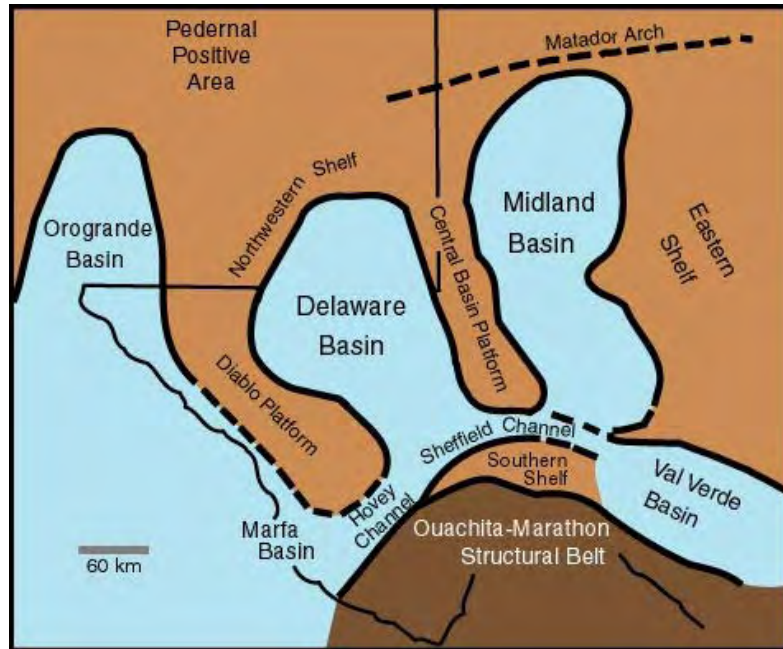 Pedernal
Positive
Area
Matador Arch
Northwestern Shelf
Orogrande
Basin
Midland
Basin
Eastern
Shelf
Central Basin Platform
Delaware
Basin
Diablo Platform
Sheffield Channel
Southern
Shelf
Val Verde
Basin
Hovey
Channel
Marfa
Basin
Ouachita-Marathon
Structural Belt
60 km